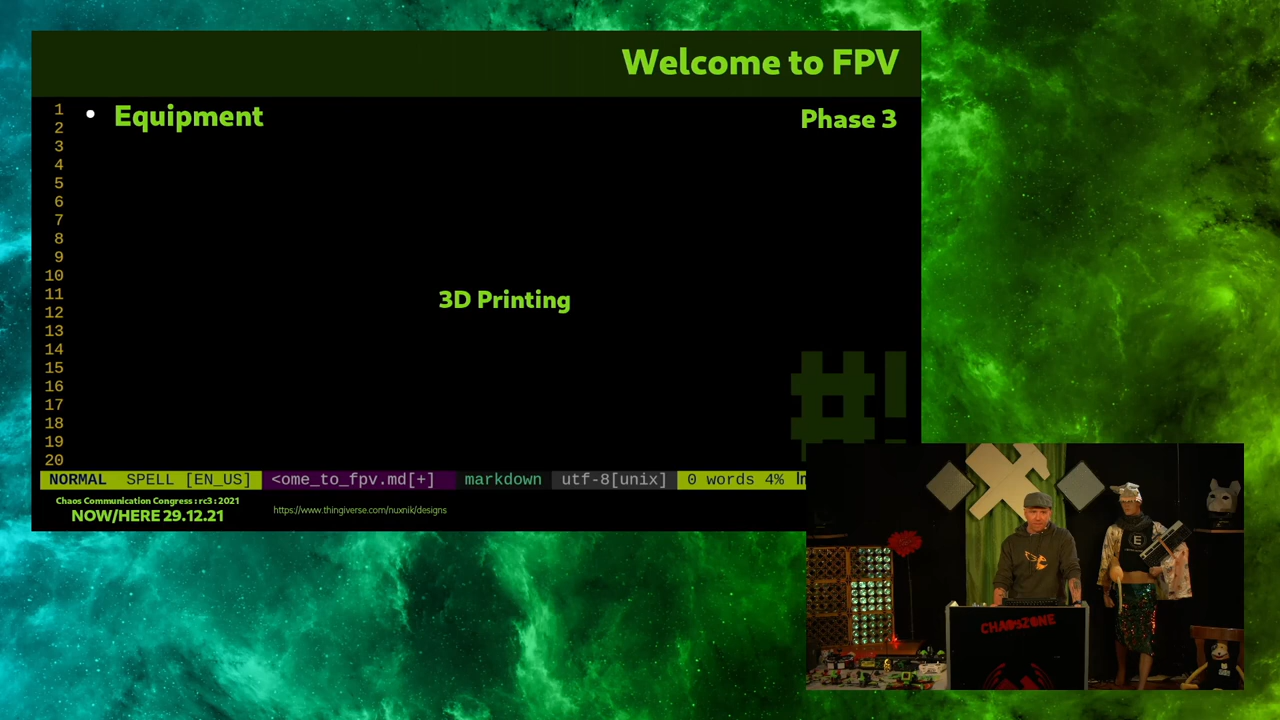 Welcome to FPV
• Equipment
Phase 3
1
2
3
4
5
6
7
8
9
10
11
12
13
14
15
16
17
18
19
20
3D Printing
#!
NORMAL SPELL [EN_US] <ome_to_fpv.md[+] markdown utf-8[unix] 0 words 4% ln
Chaos Communication Congress : rc3 : 2021
NOW/HERE 29.12.21
https://www.thingiverse.com/nuxnik/designs
E
CHAOSZONE